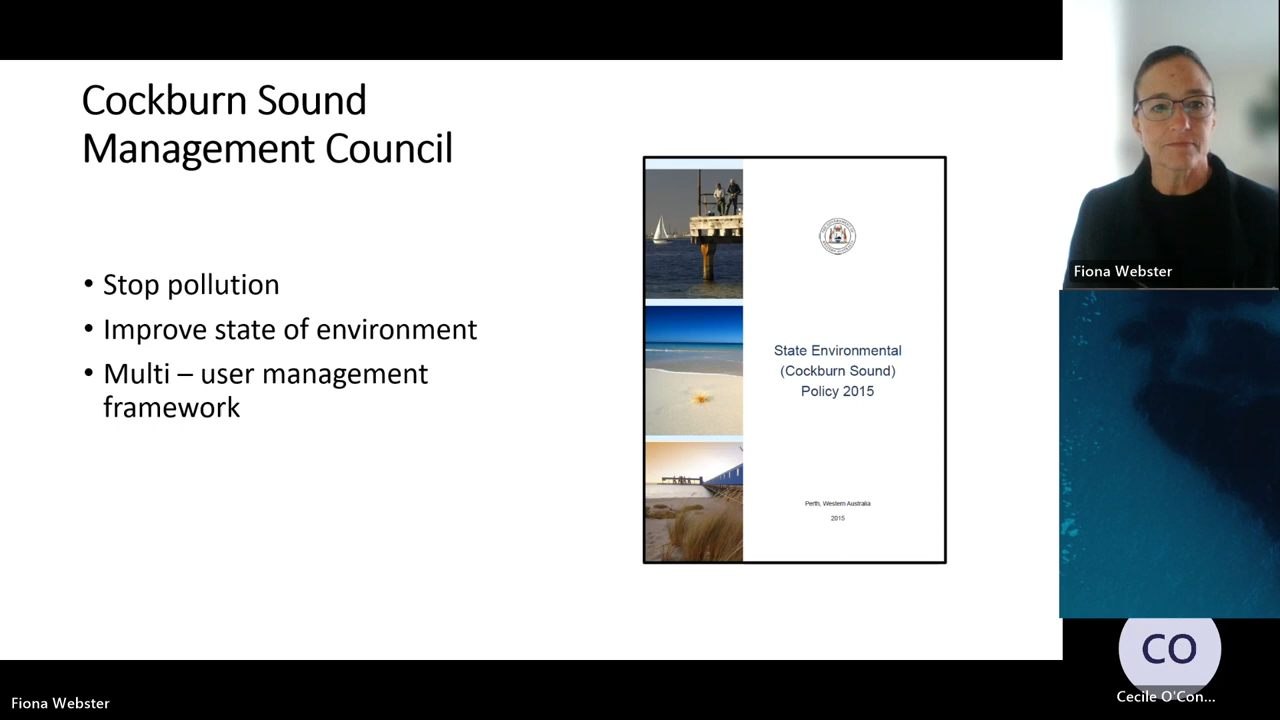 Cockburn Sound
Management Council
• Stop pollution
• Improve state of environment
• Multi – user management
framework
State Environmental
(Cockburn Sound)
Policy 2015
Perth, Western Australia
2015
Fiona Webster
CO
Cecile O'Con...
Fiona Webster